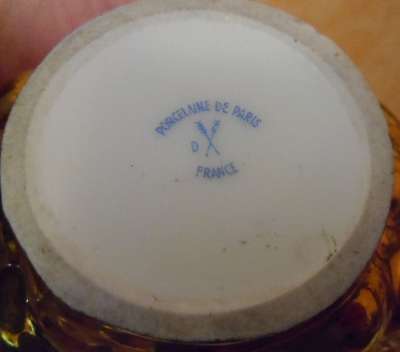 PORCELAINE DE PARIS
D
FRANCE